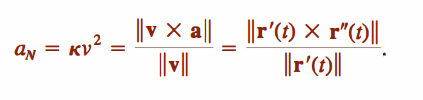 a_N = κv² = ‖v × a‖ / ‖v‖ = ‖r′(t) × r″(t)‖ / ‖r′(t)‖.